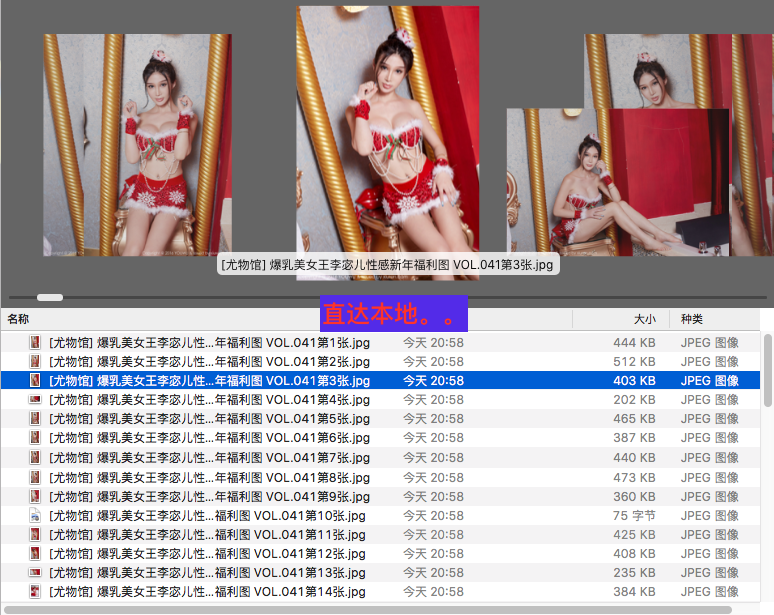 [尤物馆] 爆乳美女王李宓儿性感新年福利图 VOL.041第3张.jpg
直达本地。。
名称 大小 种类
[尤物馆] 爆乳美女王李宓儿性...年福利图 VOL.041第1张.jpg 今天 20:58 444 KB JPEG 图像
[尤物馆] 爆乳美女王李宓儿性...年福利图 VOL.041第2张.jpg 今天 20:58 512 KB JPEG 图像
[尤物馆] 爆乳美女王李宓儿性...年福利图 VOL.041第3张.jpg 今天 20:58 403 KB JPEG 图像
[尤物馆] 爆乳美女王李宓儿性...年福利图 VOL.041第4张.jpg 今天 20:58 202 KB JPEG 图像
[尤物馆] 爆乳美女王李宓儿性...年福利图 VOL.041第5张.jpg 今天 20:58 465 KB JPEG 图像
[尤物馆] 爆乳美女王李宓儿性...年福利图 VOL.041第6张.jpg 今天 20:58 387 KB JPEG 图像
[尤物馆] 爆乳美女王李宓儿性...年福利图 VOL.041第7张.jpg 今天 20:58 440 KB JPEG 图像
[尤物馆] 爆乳美女王李宓儿性...年福利图 VOL.041第8张.jpg 今天 20:58 473 KB JPEG 图像
[尤物馆] 爆乳美女王李宓儿性...年福利图 VOL.041第9张.jpg 今天 20:58 360 KB JPEG 图像
[尤物馆] 爆乳美女王李宓儿性...福利图 VOL.041第10张.jpg 今天 20:58 75 字节 JPEG 图像
[尤物馆] 爆乳美女王李宓儿性...福利图 VOL.041第11张.jpg 今天 20:58 425 KB JPEG 图像
[尤物馆] 爆乳美女王李宓儿性...福利图 VOL.041第12张.jpg 今天 20:58 408 KB JPEG 图像
[尤物馆] 爆乳美女王李宓儿性...福利图 VOL.041第13张.jpg 今天 20:58 235 KB JPEG 图像
[尤物馆] 爆乳美女王李宓儿性...福利图 VOL.041第14张.jpg 今天 20:58 384 KB JPEG 图像